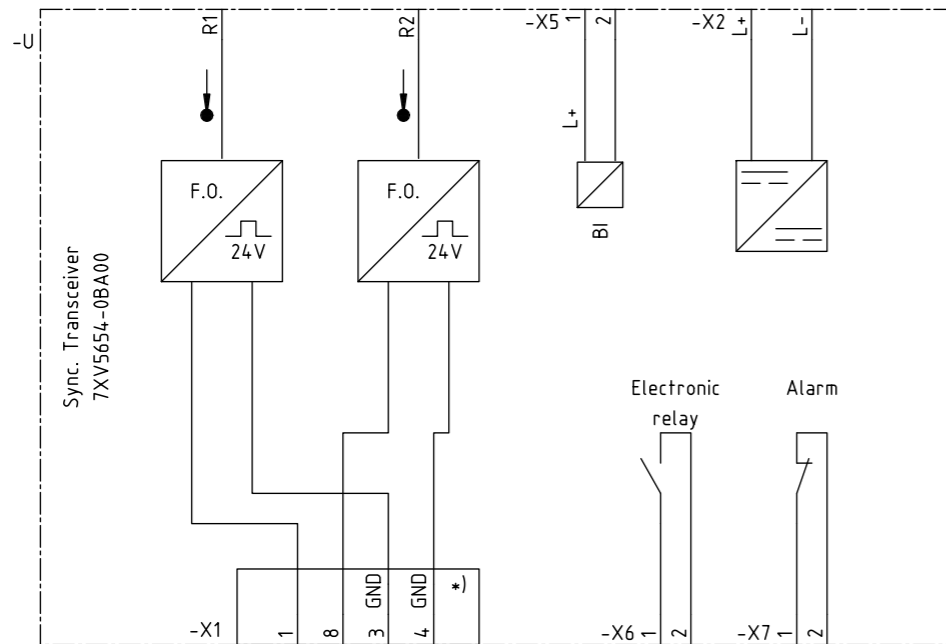 -U
R1
R2
-X5
1
2
-X2
L+
L-
L+
F.O.
24V
F.O.
24V
BI
Sync. Transceiver
7XV5654-0BA00
Electronic
relay
Alarm
-X1
1
8
3
GND
4
GND
*)
-X6
1
2
-X7
1
2